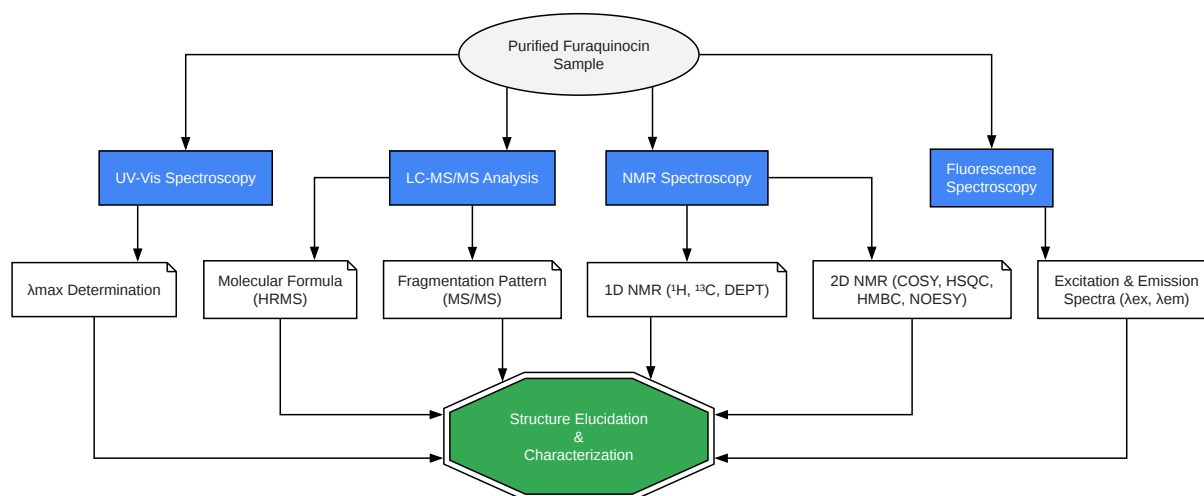 Purified Furaquinocin
Sample
UV-Vis Spectroscopy
LC-MS/MS Analysis
NMR Spectroscopy
Fluorescence
Spectroscopy
λmax Determination
Molecular Formula
(HRMS)
Fragmentation Pattern
(MS/MS)
1D NMR (¹H, ¹³C, DEPT)
2D NMR (COSY, HSQC,
HMBC, NOESY)
Excitation & Emission
Spectra (λex, λem)
Structure Elucidation
&
Characterization